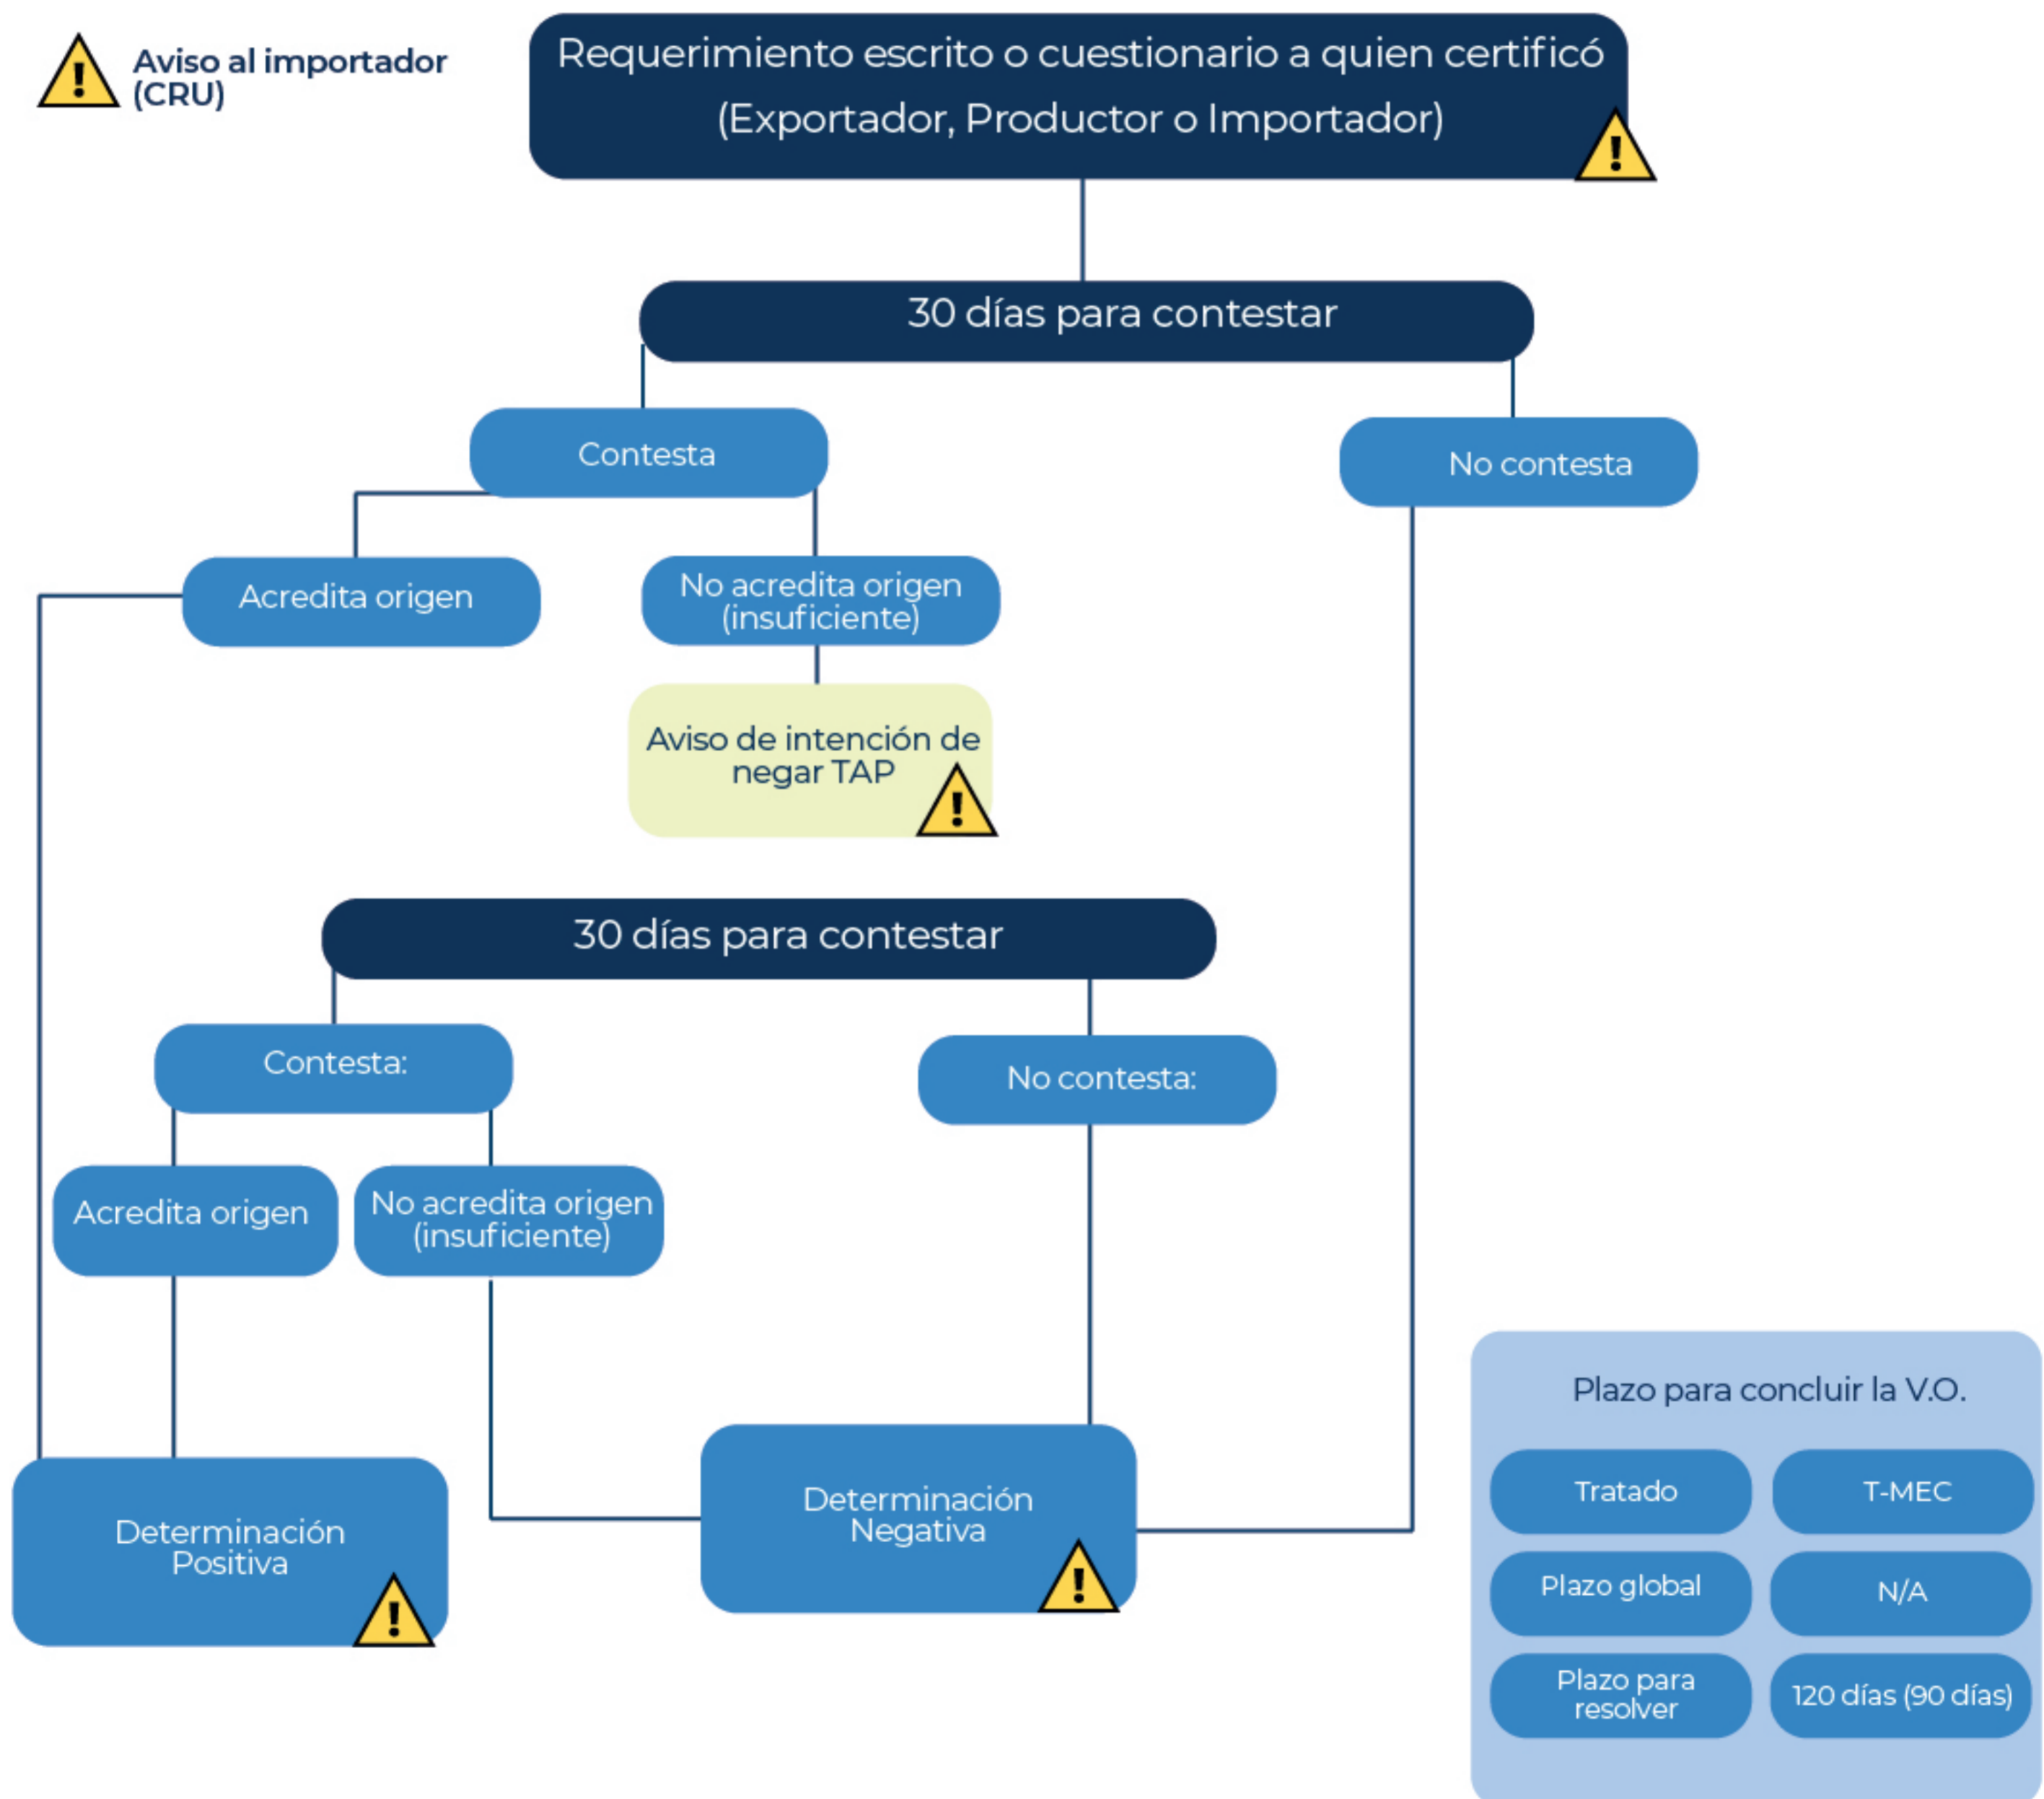 Aviso al importador
(CRU)
Requerimiento escrito o cuestionario a quien certificó
(Exportador, Productor o Importador)
30 días para contestar
Contesta
No contesta
Acredita origen
No acredita origen
(insuficiente)
Aviso de intención de
negar TAP
30 días para contestar
Contesta:
No contesta:
Acredita origen
No acredita origen
(insuficiente)
Determinación
Positiva
Determinación
Negativa
Plazo para concluir la V.O.
Tratado
T-MEC
Plazo global
N/A
Plazo para
resolver
120 días (90 días)